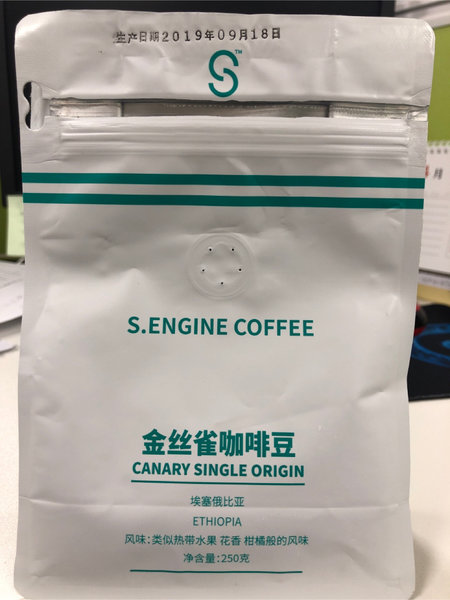 生产日期2019年09月18日
S™
S.ENGINE COFFEE
金丝雀咖啡豆
CANARY SINGLE ORIGIN
埃塞俄比亚
ETHIOPIA
风味:类似热带水果 花香 柑橘般的风味
净含量:250克
月